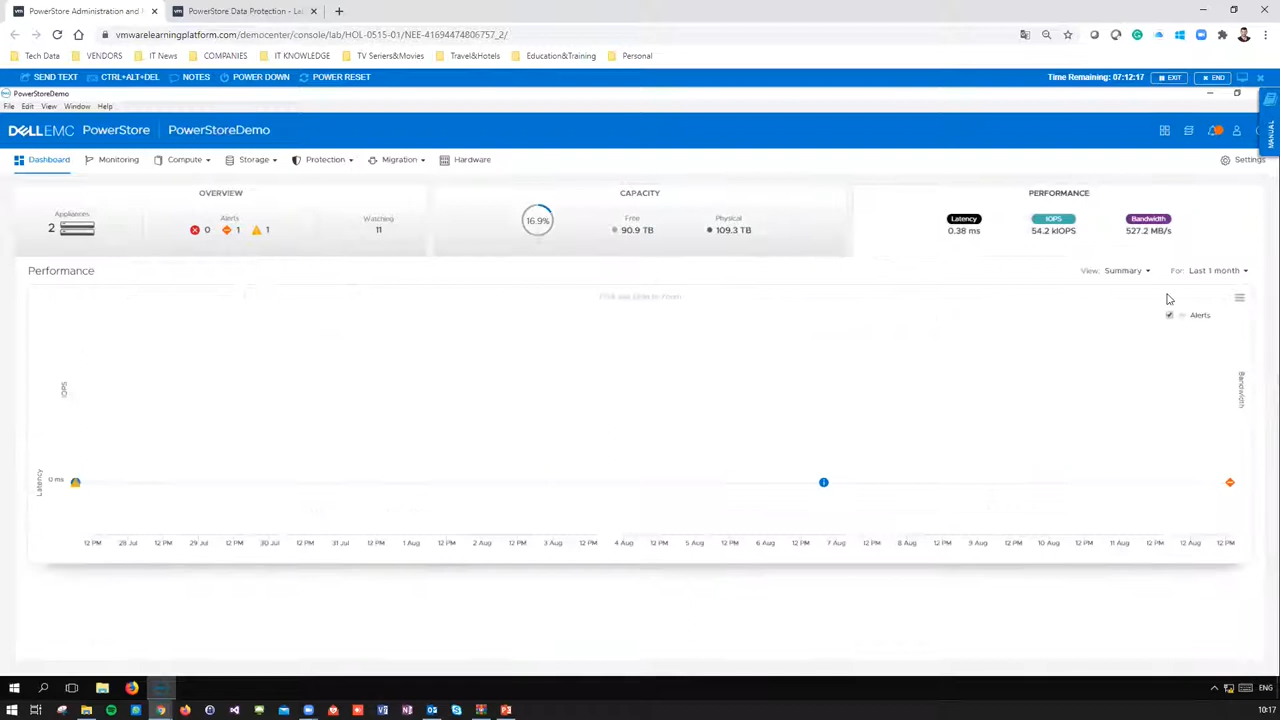 PowerStore Administration and M
PowerStore Data Protection - La
vmwarelearningplatform.com/democenter/console/lab/HOL-0515-01/NEE-41694474806757_2/
Tech Data VENDORS IT News COMPANIES IT KNOWLEDGE TV Seriers&Movies Travel&Hotels Education&Training Personal
SEND TEXT CTRL+ALT+DEL NOTES POWER DOWN POWER RESET Time Remaining: 07:12:17 EXIT END
PowerStoreDemo
File Edit View Window Help
MANUAL
DELLEMC PowerStore PowerStoreDemo
Dashboard Monitoring Compute Storage Protection Migration Hardware Settings
OVERVIEW CAPACITY PERFORMANCE
Appliances Alerts Watching Free Physical Latency IOPS Bandwidth
2 0 1 1 11 16.9% 90.9 TB 109.3 TB 0.38 ms 54.2 kIOPS 527.2 MB/s
Performance View: Summary For: Last 1 month
Alerts
IOPS
Bandwidth
Latency
0 ms
12 PM 28 Jul 12 PM 29 Jul 12 PM 30 Jul 12 PM 31 Jul 12 PM 1 Aug 12 PM 2 Aug 12 PM 3 Aug 12 PM 4 Aug 12 PM 5 Aug 12 PM 6 Aug 12 PM 7 Aug 12 PM 8 Aug 12 PM 9 Aug 12 PM 10 Aug 12 PM 11 Aug 12 PM 12 Aug 12 PM
ENG
ENG
10:17